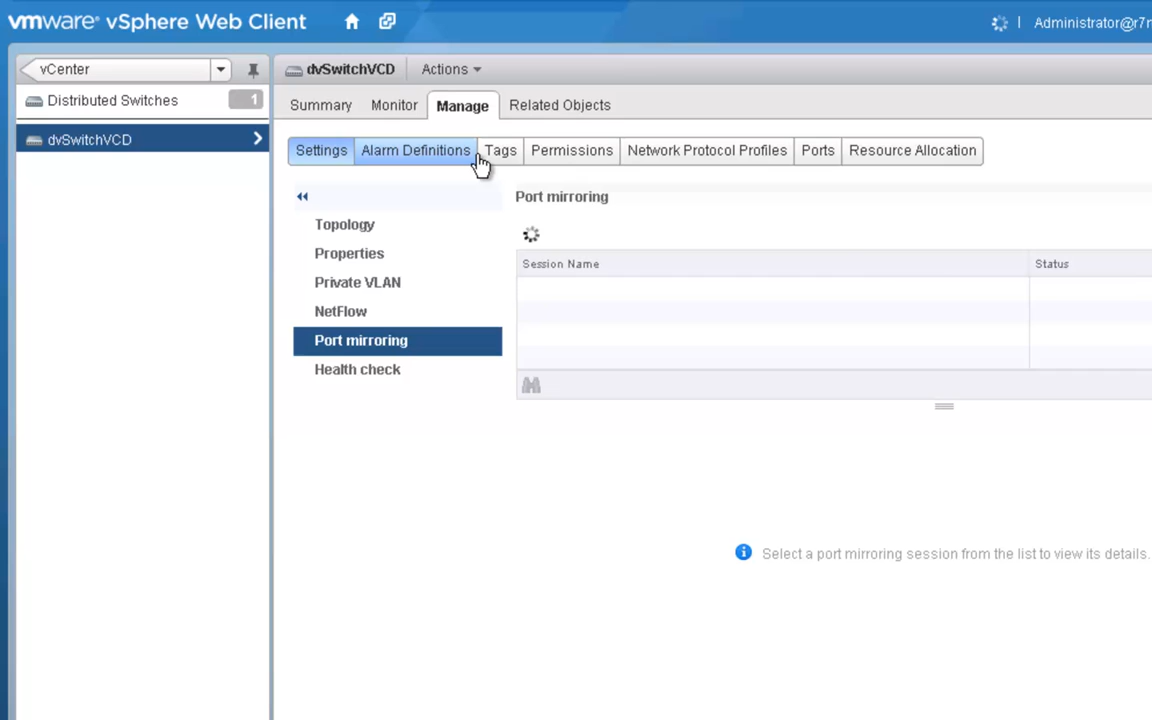 vmware® vSphere Web Client
Administrator@r7n
vCenter
dvSwitchVCD
Actions
Distributed Switches
1
Summary
Monitor
Manage
Related Objects
dvSwitchVCD
Settings
Alarm Definitions
Tags
Permissions
Network Protocol Profiles
Ports
Resource Allocation
Port mirroring
Topology
Properties
Private VLAN
NetFlow
Port mirroring
Health check
Session Name
Status
Select a port mirroring session from the list to view its details.